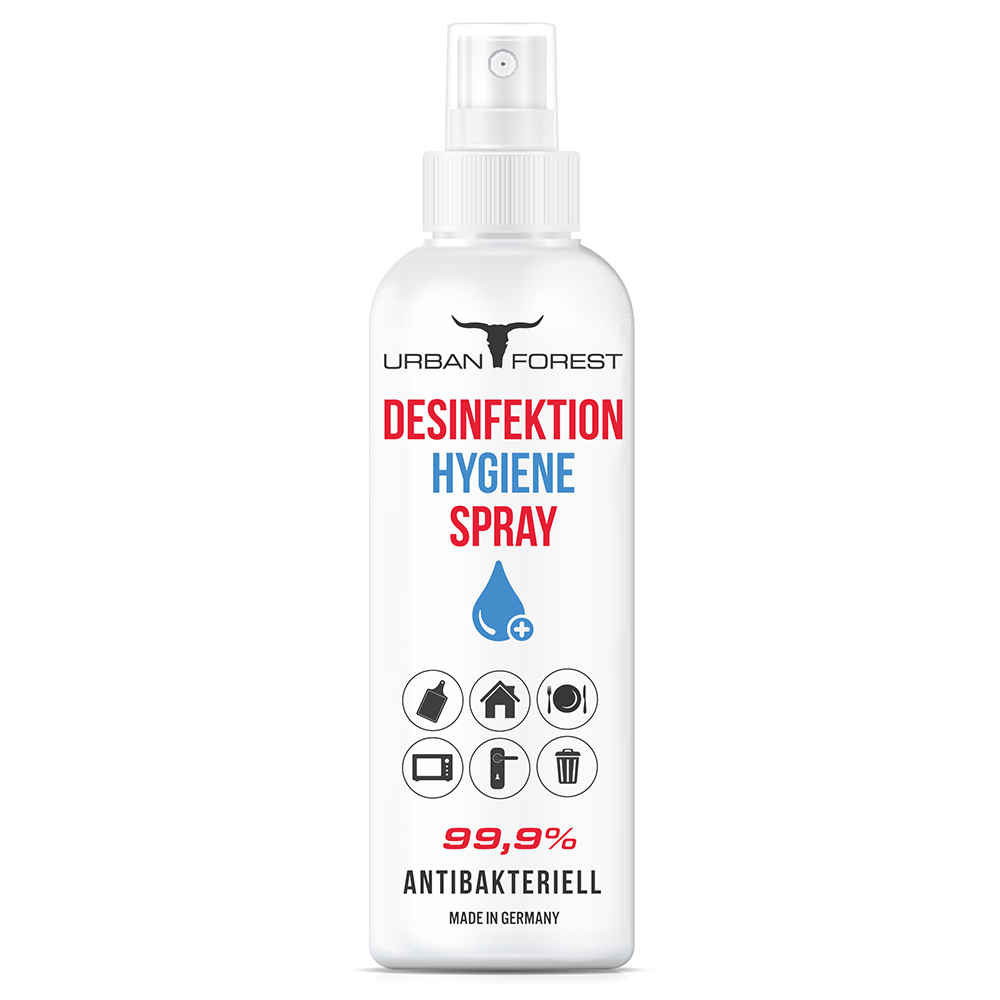 URBAN FOREST
DESINFEKTION
HYGIENE
SPRAY
99,9%
ANTIBAKTERIELL
MADE IN GERMANY